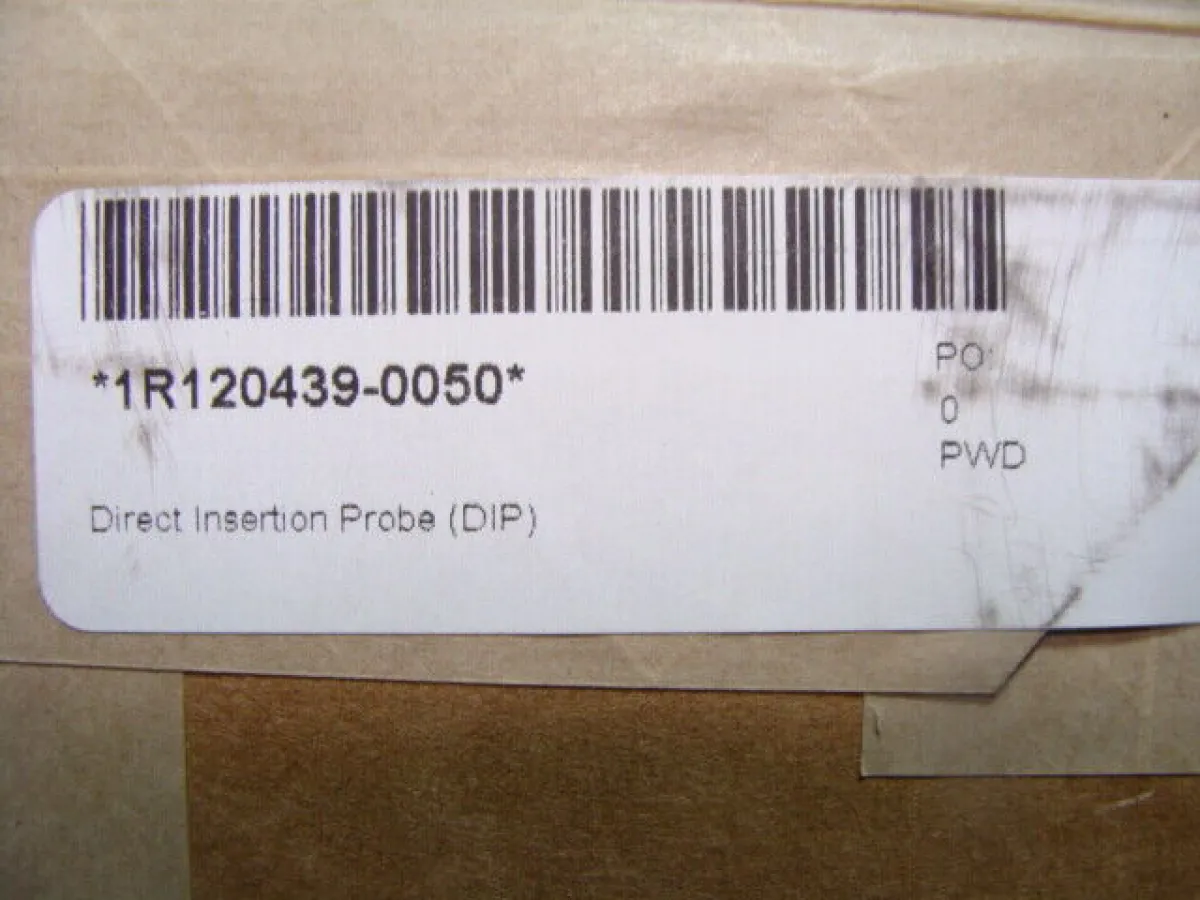 *1R120439-0050*
PO:
0
PWD
Direct Insertion Probe (DIP)